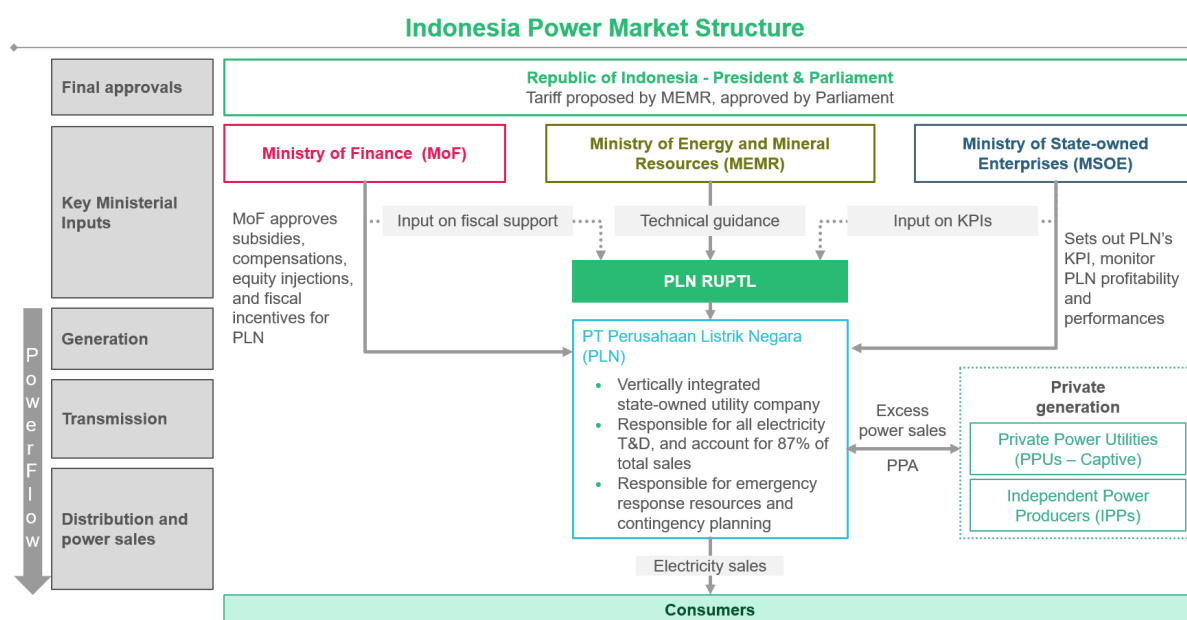 Indonesia Power Market Structure
Final approvals
Republic of Indonesia - President & Parliament
Tariff proposed by MEMR, approved by Parliament
Key Ministerial
Inputs
Ministry of Finance (MoF)
Ministry of Energy and Mineral
Resources (MEMR)
Ministry of State-owned
Enterprises (MSOE)
MoF approves
subsidies,
compensations,
equity injections,
and fiscal
incentives for
PLN
Input on fiscal support
Technical guidance
Input on KPIs
Sets out PLN's
KPI, monitor
PLN profitability
and
performances
PLN RUPTL
Power Flow
Generation
Transmission
Distribution and
power sales
PT Perusahaan Listrik Negara
(PLN)
• Vertically integrated
state-owned utility company
• Responsible for all electricity
T&D, and account for 87% of
total sales
• Responsible for emergency
response resources and
contingency planning
Excess
power sales
PPA
Private
generation
Private Power Utilities
(PPUs – Captive)
Independent Power
Producers (IPPs)
Electricity sales
Consumers